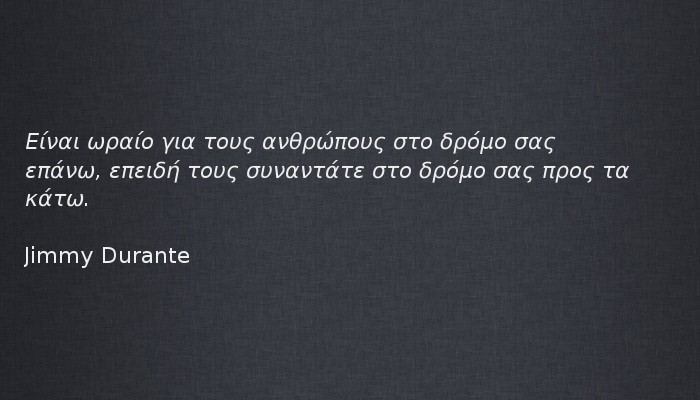 Είναι ωραίο για τους ανθρώπους στο δρόμο σας
επάνω, επειδή τους συναντάτε στο δρόμο σας προς τα
κάτω.
Jimmy Durante